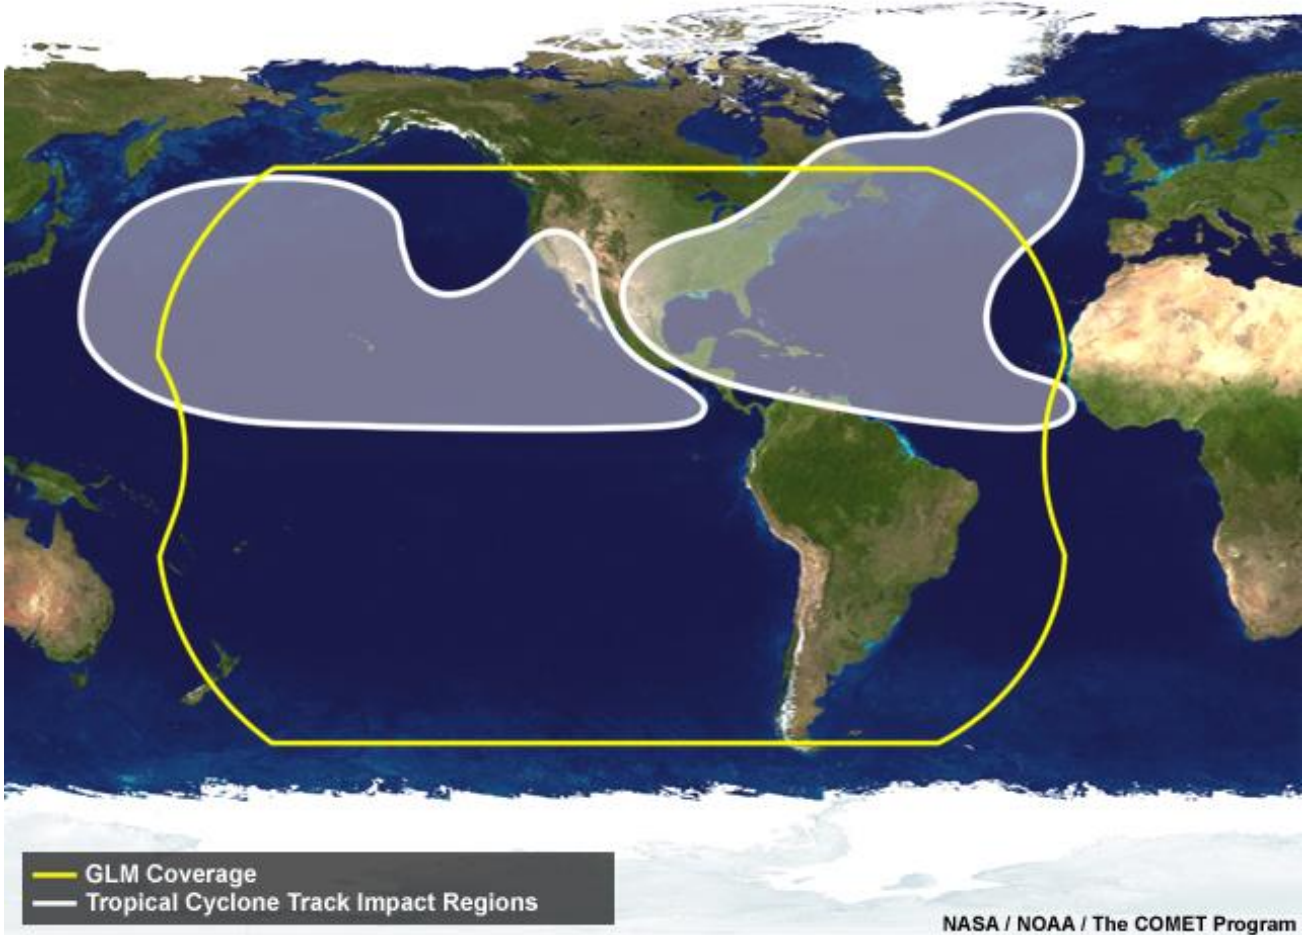 GLM Coverage
Tropical Cyclone Track Impact Regions
NASA / NOAA / The COMET Program